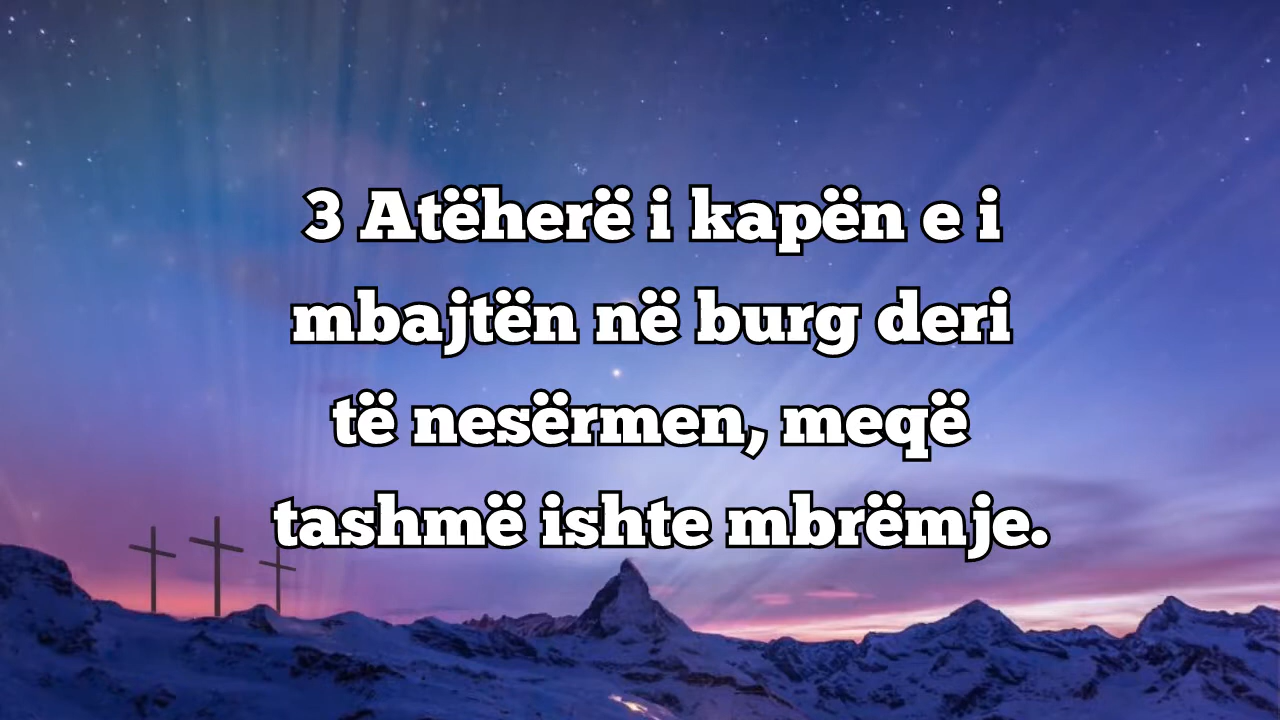 3 Atëherë i kapën e i
mbajtën në burg deri
të nesërmen, meqë
tashmë ishte mbrëmje.